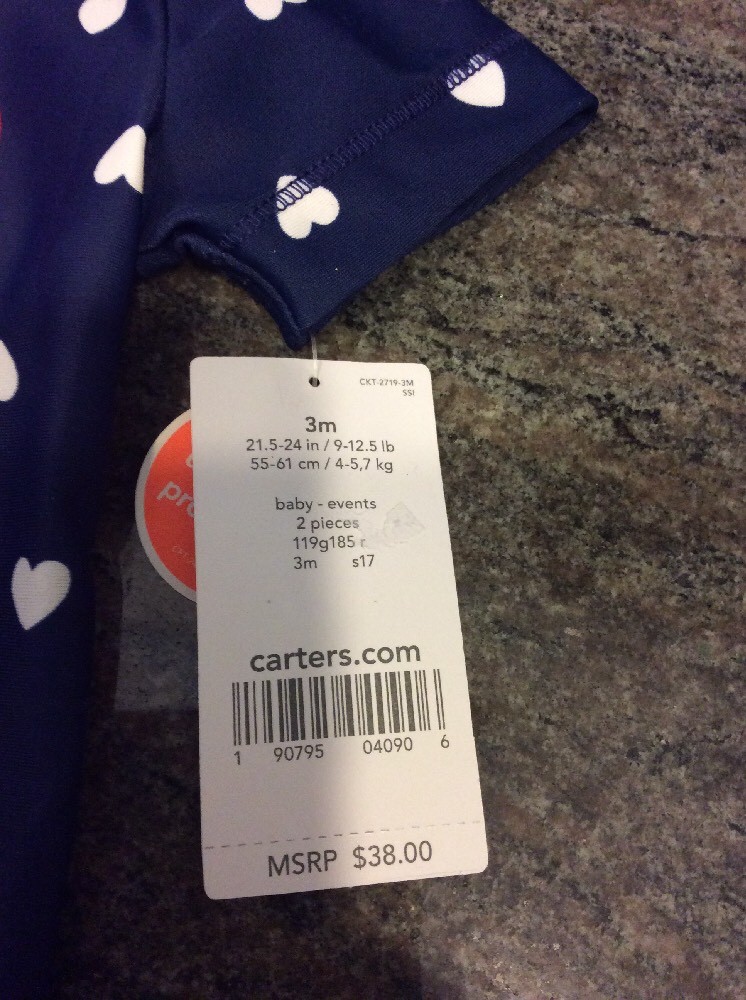 CKT-2719-3M
SSI
3m
21.5-24 in / 9-12.5 lb
55-61 cm / 4-5,7 kg
baby - events
2 pieces
119g185 r
3m s17
carters.com
1 90795 04090 6
MSRP $38.00